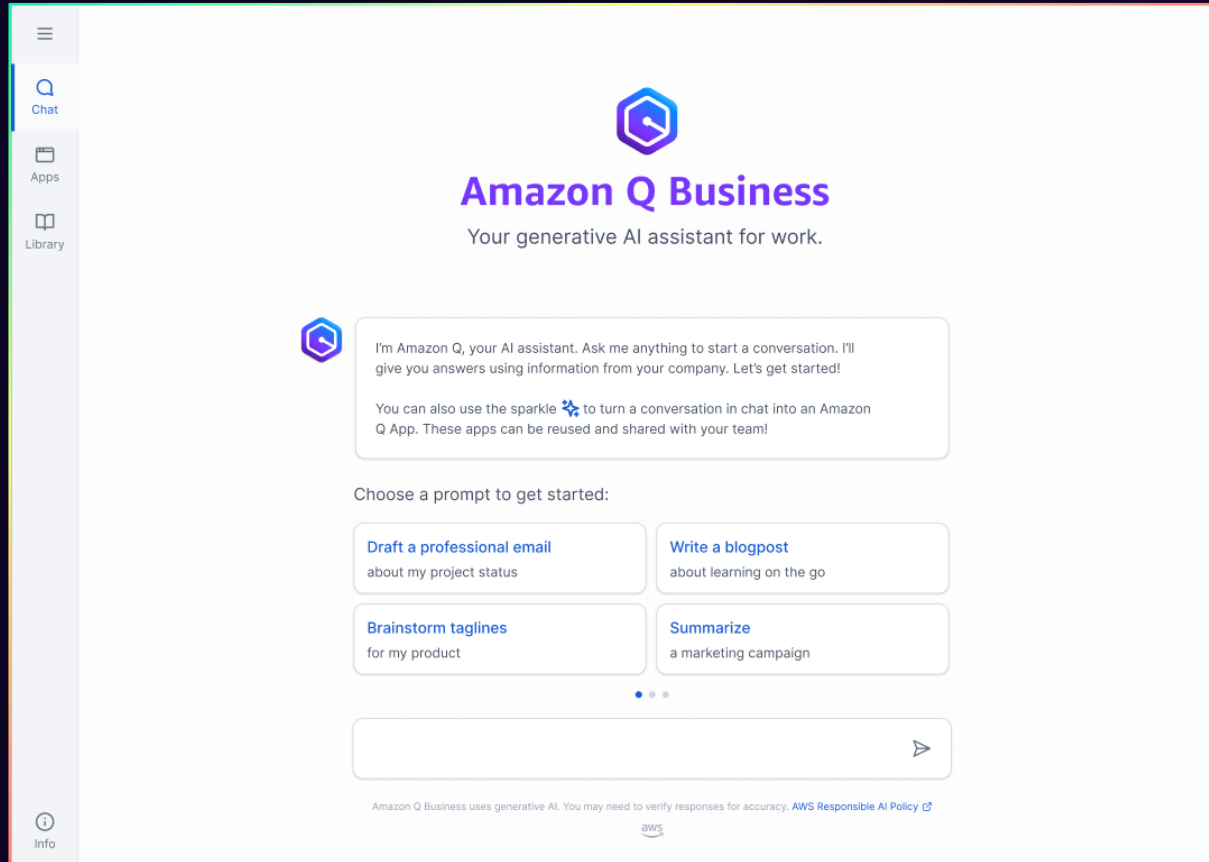 Chat
Apps
Library
Info
Amazon Q Business
Your generative AI assistant for work.
I'm Amazon Q, your AI assistant. Ask me anything to start a conversation. I'll
give you answers using information from your company. Let's get started!
You can also use the sparkle to turn a conversation in chat into an Amazon
Q App. These apps can be reused and shared with your team!
Choose a prompt to get started:
Draft a professional email
about my project status
Write a blogpost
about learning on the go
Brainstorm taglines
for my product
Summarize
a marketing campaign
Amazon Q Business uses generative AI. You may need to verify responses for accuracy. AWS Responsible AI Policy
aws